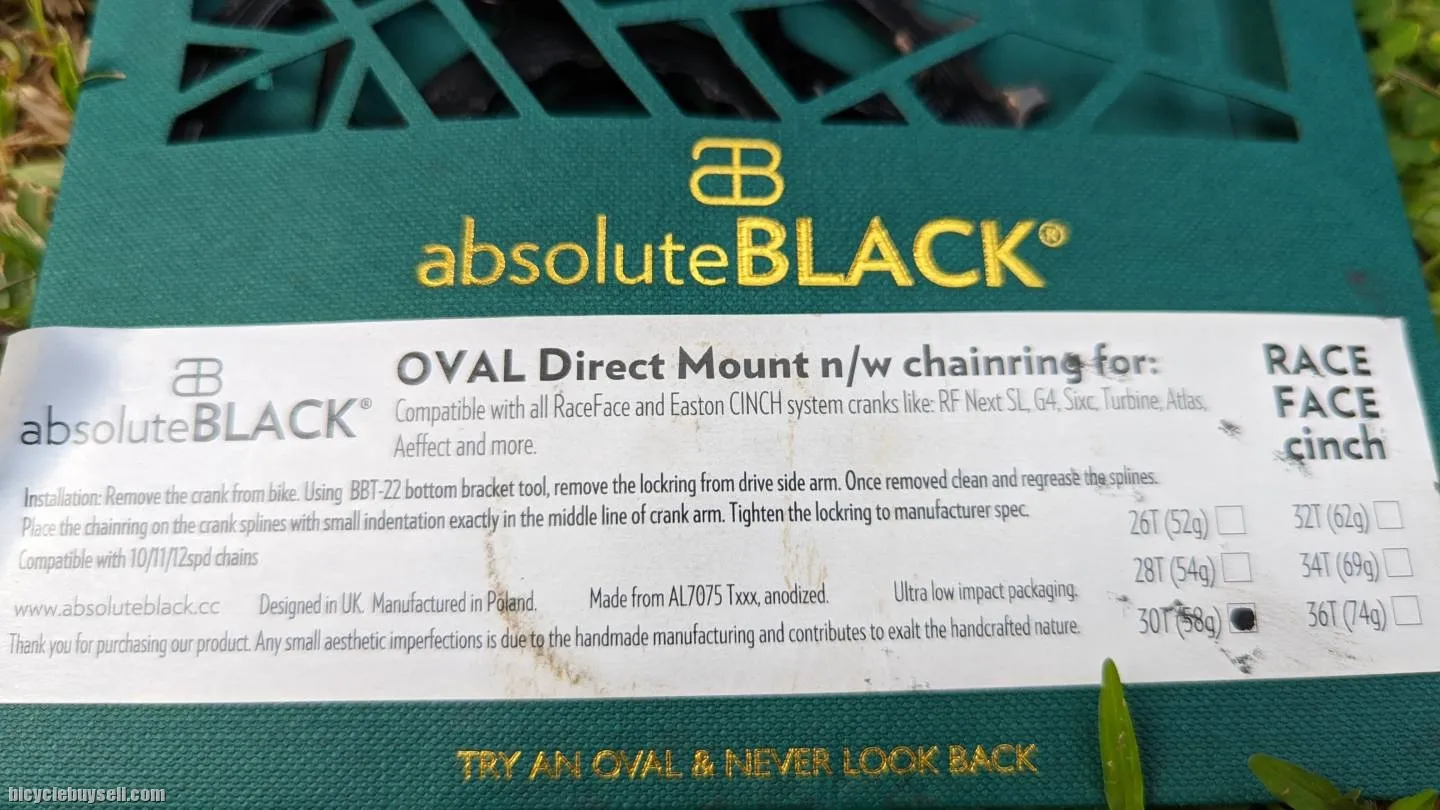 absoluteBLACK®
absoluteBLACK®
OVAL Direct Mount n/w chainring for:
Compatible with all RaceFace and Easton CINCH system cranks like: RF Next SL, G4, Sixc, Turbine, Atlas,
Aeffect and more.
RACE
FACE
cinch
Installation: Remove the crank from bike. Using BBT-22 bottom bracket tool, remove the lockring from drive side arm. Once removed clean and regrease the splines.
Place the chainring on the crank splines with small indentation exactly in the middle line of crank arm. Tighten the lockring to manufacturer spec.
Compatible with 10/11/12spd chains
26T (52g) 32T (62g)
28T (54g) 34T (69g)
30T (58g) 36T (74g)
www.absoluteblack.cc Designed in UK. Manufactured in Poland. Made from AL7075 Txxx, anodized. Ultra low impact packaging.
Thank you for purchasing our product. Any small aesthetic imperfections is due to the handmade manufacturing and contributes to exalt the handcrafted nature.
TRY AN OVAL & NEVER LOOK BACK
bicyclebuysell.com